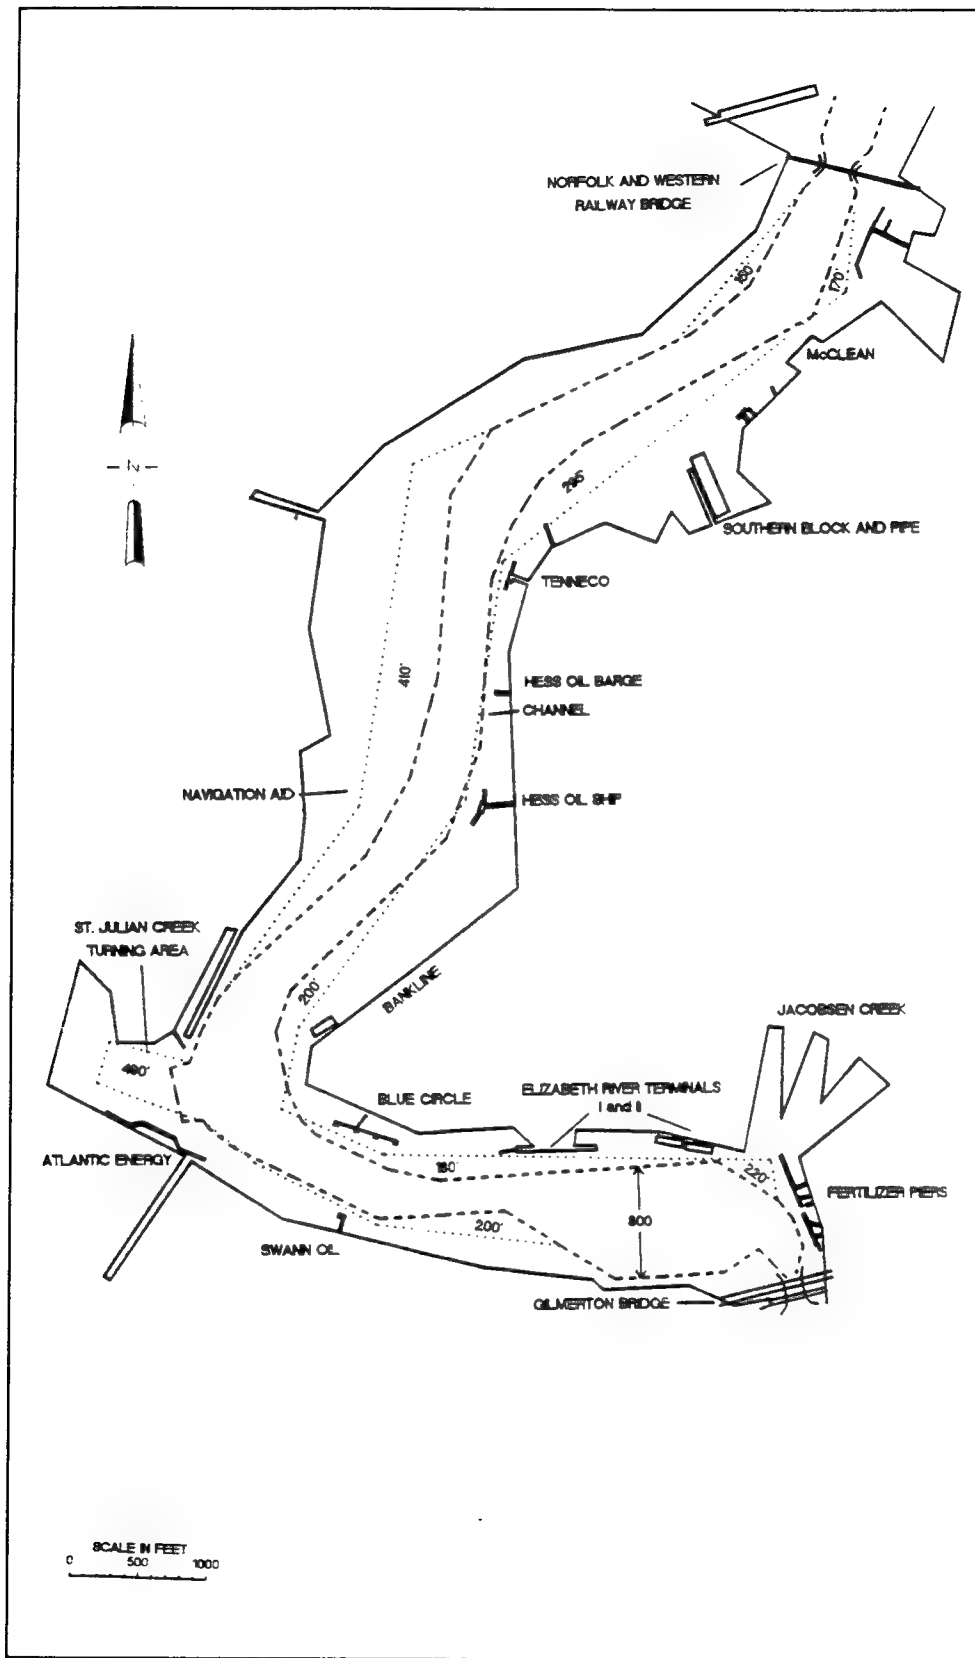 NORFOLK AND WESTERN
RAILWAY BRIDGE
160'
170'
McCLEAN
N
295'
SOUTHERN BLOCK AND PIPE
TENNECO
410'
HESS OIL BARGE
CHANNEL
NAVIGATION AID
HESS OIL SHIP
ST. JULIAN CREEK
TURNING AREA
200'
BANKLINE
JACOBSEN CREEK
480'
BLUE CIRCLE
ELIZABETH RIVER TERMINALS
I and II
ATLANTIC ENERGY
180'
220'
FERTILIZER PIERS
200'
800
SWANN OIL
GILMERTON BRIDGE
SCALE IN FEET
0 500 1000